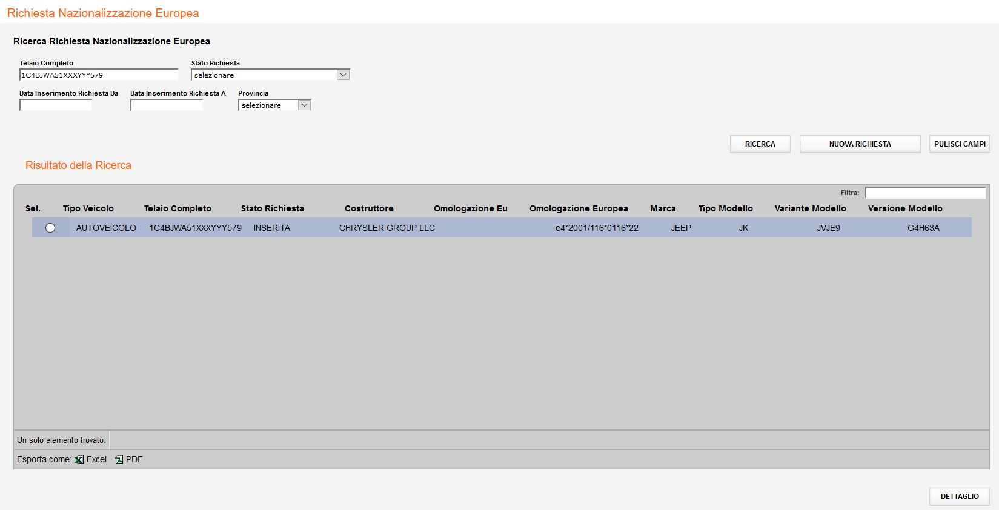 Richiesta Nazionalizzazione Europea
Ricerca Richiesta Nazionalizzazione Europea
Telaio Completo Stato Richiesta
1C4BJWA51XXXYYY579 selezionare
Data Inserimento Richiesta Da Data Inserimento Richiesta A Provincia
selezionare
RICERCA NUOVA RICHIESTA PULISCI CAMPI
Risultato della Ricerca
Filtra:
Sel. Tipo Veicolo Telaio Completo Stato Richiesta Costruttore Omologazione Eu Omologazione Europea Marca Tipo Modello Variante Modello Versione Modello
AUTOVEICOLO 1C4BJWA51XXXYYY579 INSERITA CHRYSLER GROUP LLC e4*2001/116*0116*22 JEEP JK JVJE9 G4H63A
Un solo elemento trovato.
Esporta come: Excel PDF
DETTAGLIO